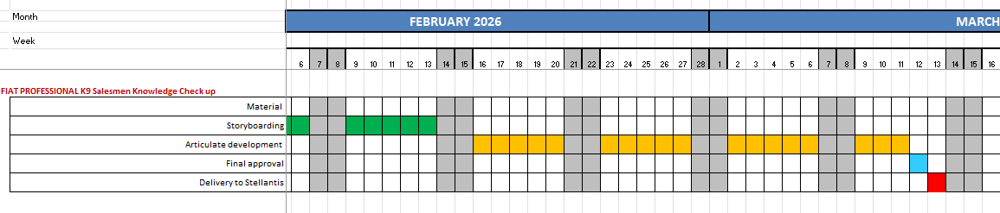 Month
FEBRUARY 2026 MARCH
Week
6 7 8 9 10 11 12 13 14 15 16 17 18 19 20 21 22 23 24 25 26 27 28 1 2 3 4 5 6 7 8 9 10 11 12 13 14 15 16
FIAT PROFESSIONAL K9 Salesmen Knowledge Check up
Material
Storyboarding
Articulate development
Final approval
Delivery to Stellantis